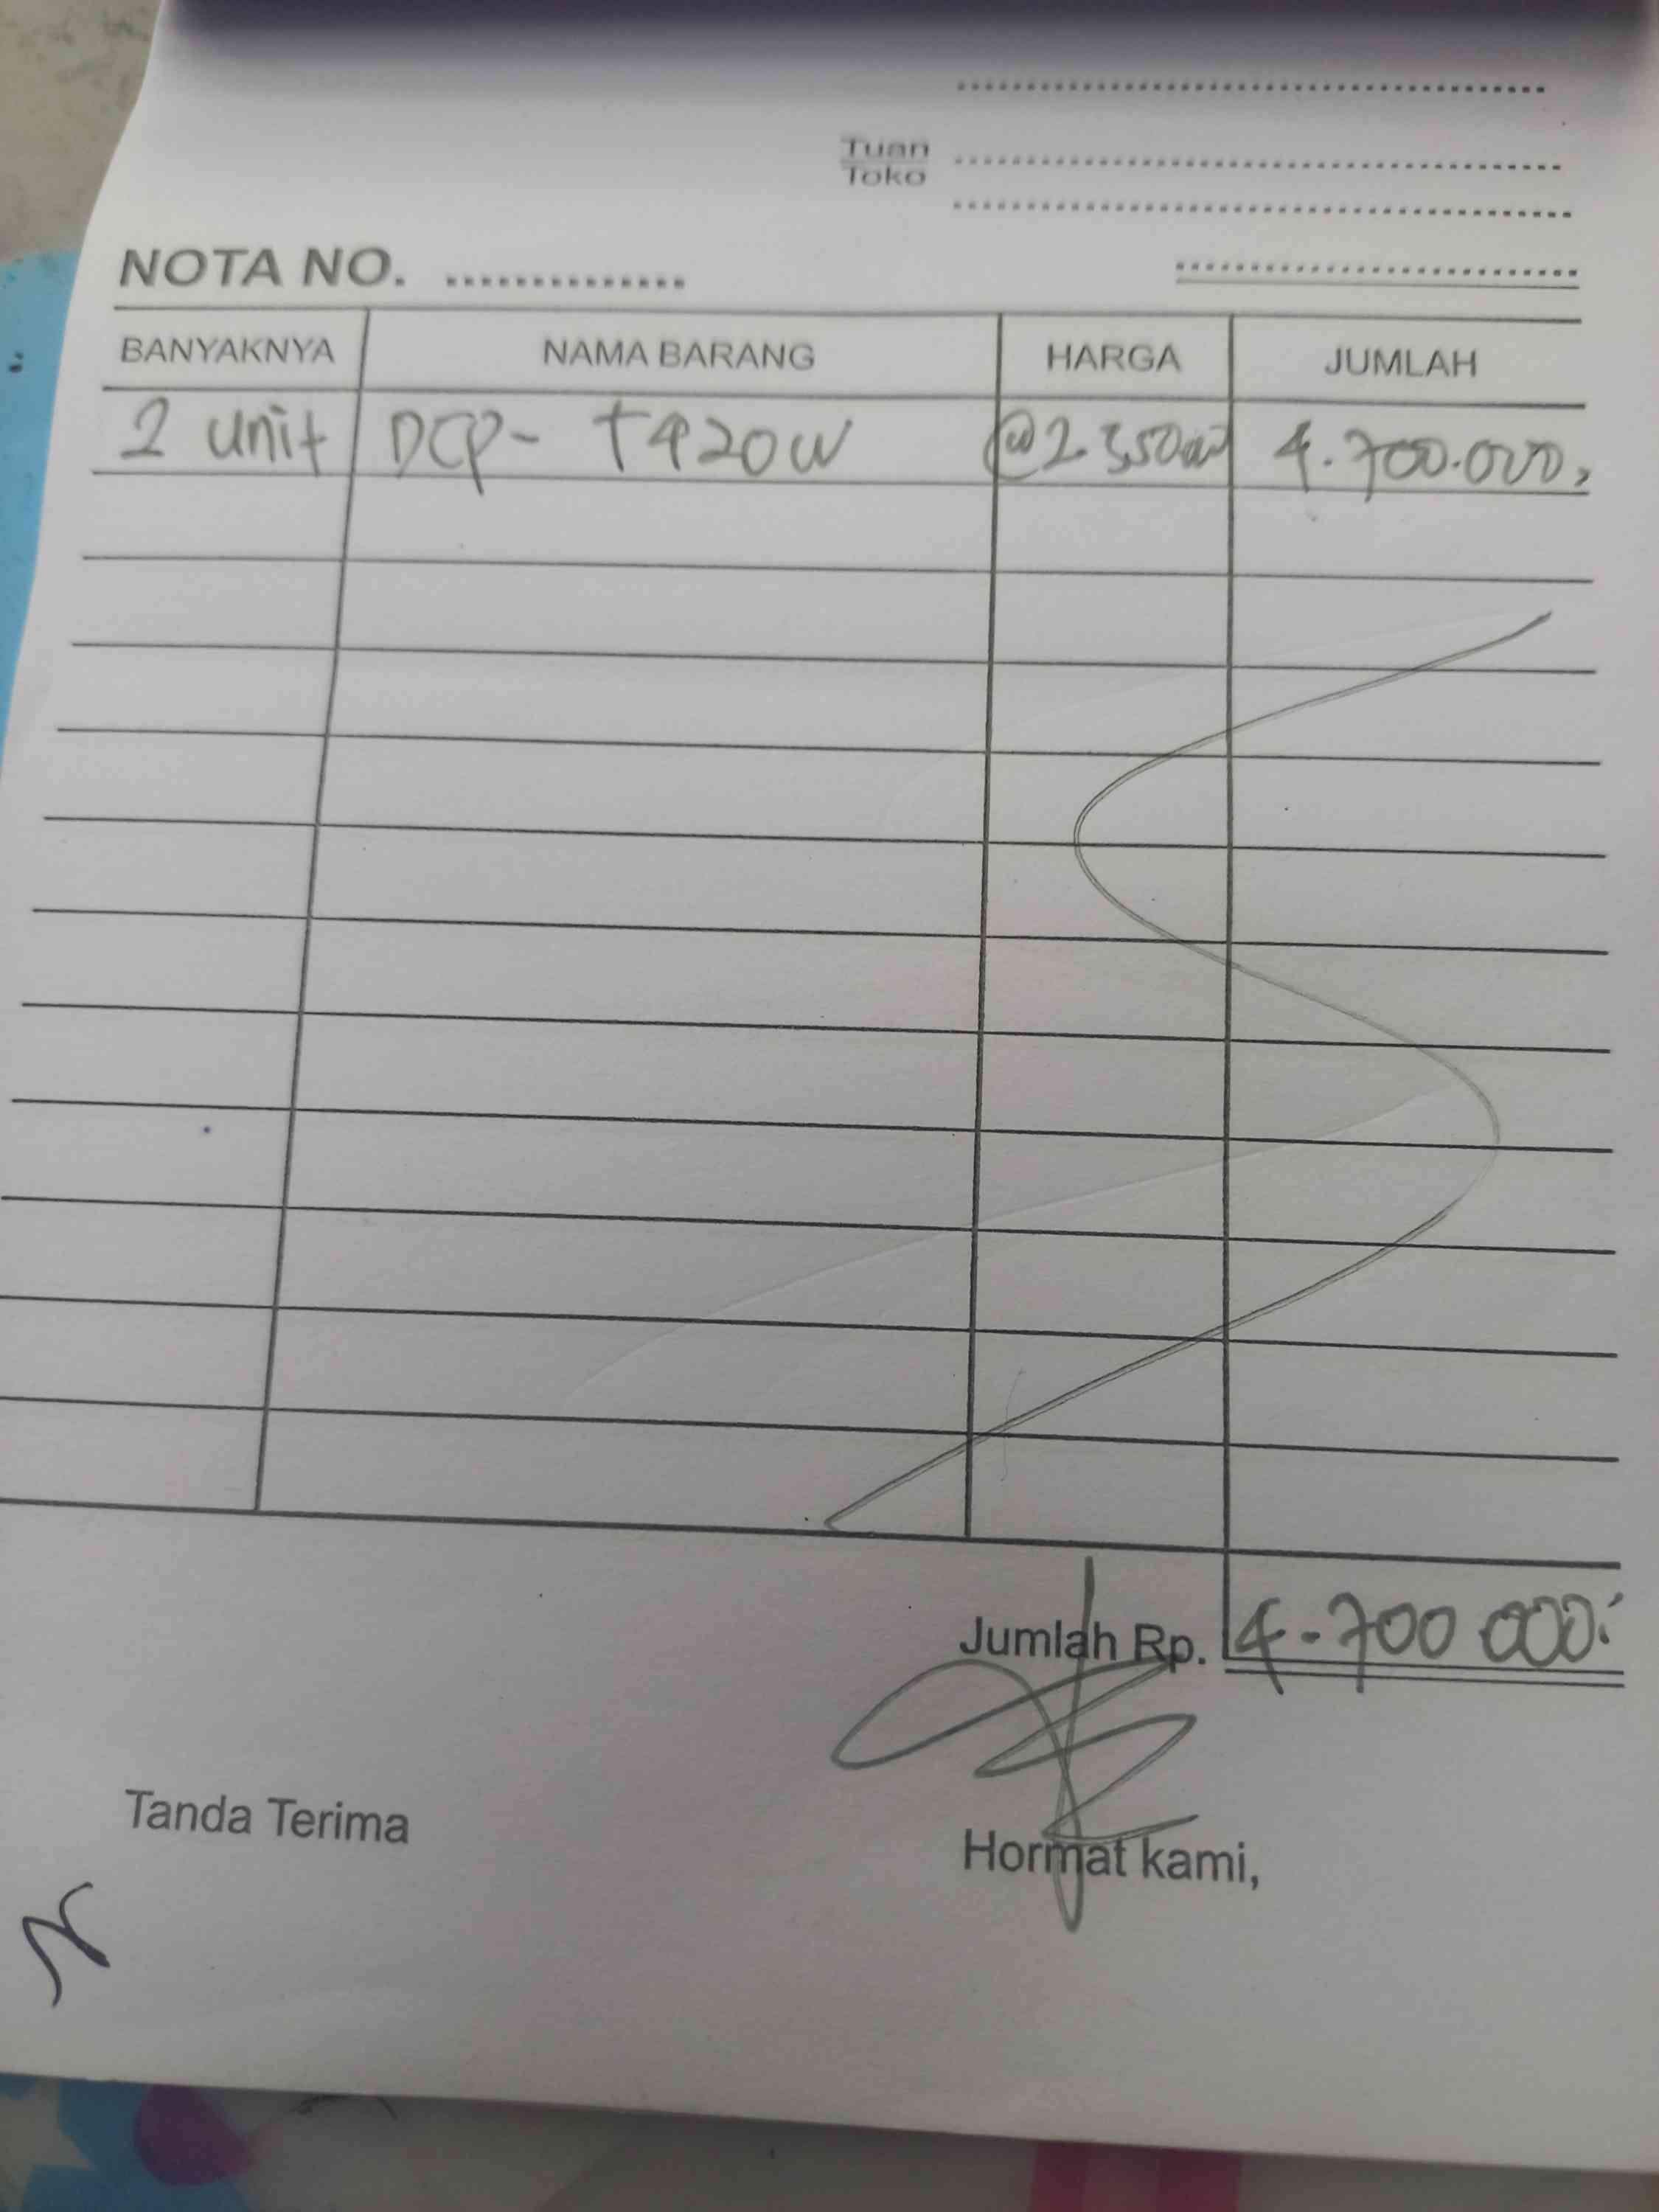 Tuan
Toko
NOTA NO.
BANYAKNYA NAMA BARANG HARGA JUMLAH
2 unit DCP- T420W @2.350.000 4.700.000,
Jumlah Rp. 4.700 000:
Tanda Terima
Hormat kami,